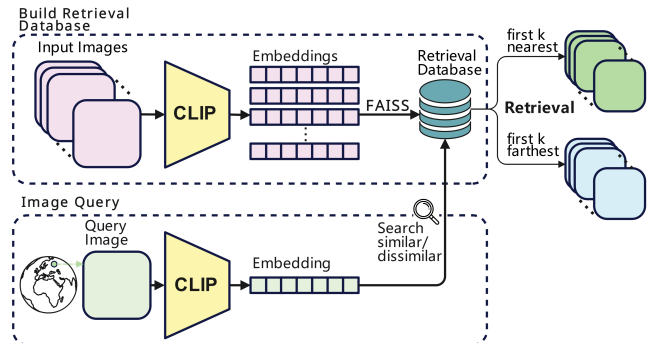 Build Retrieval
Database
Input Images
CLIP
Embeddings
FAISS
Retrieval
Database
first k
nearest
Retrieval
first k
farthest
Image Query
Query
Image
CLIP
Embedding
Search
similar/
dissimilar